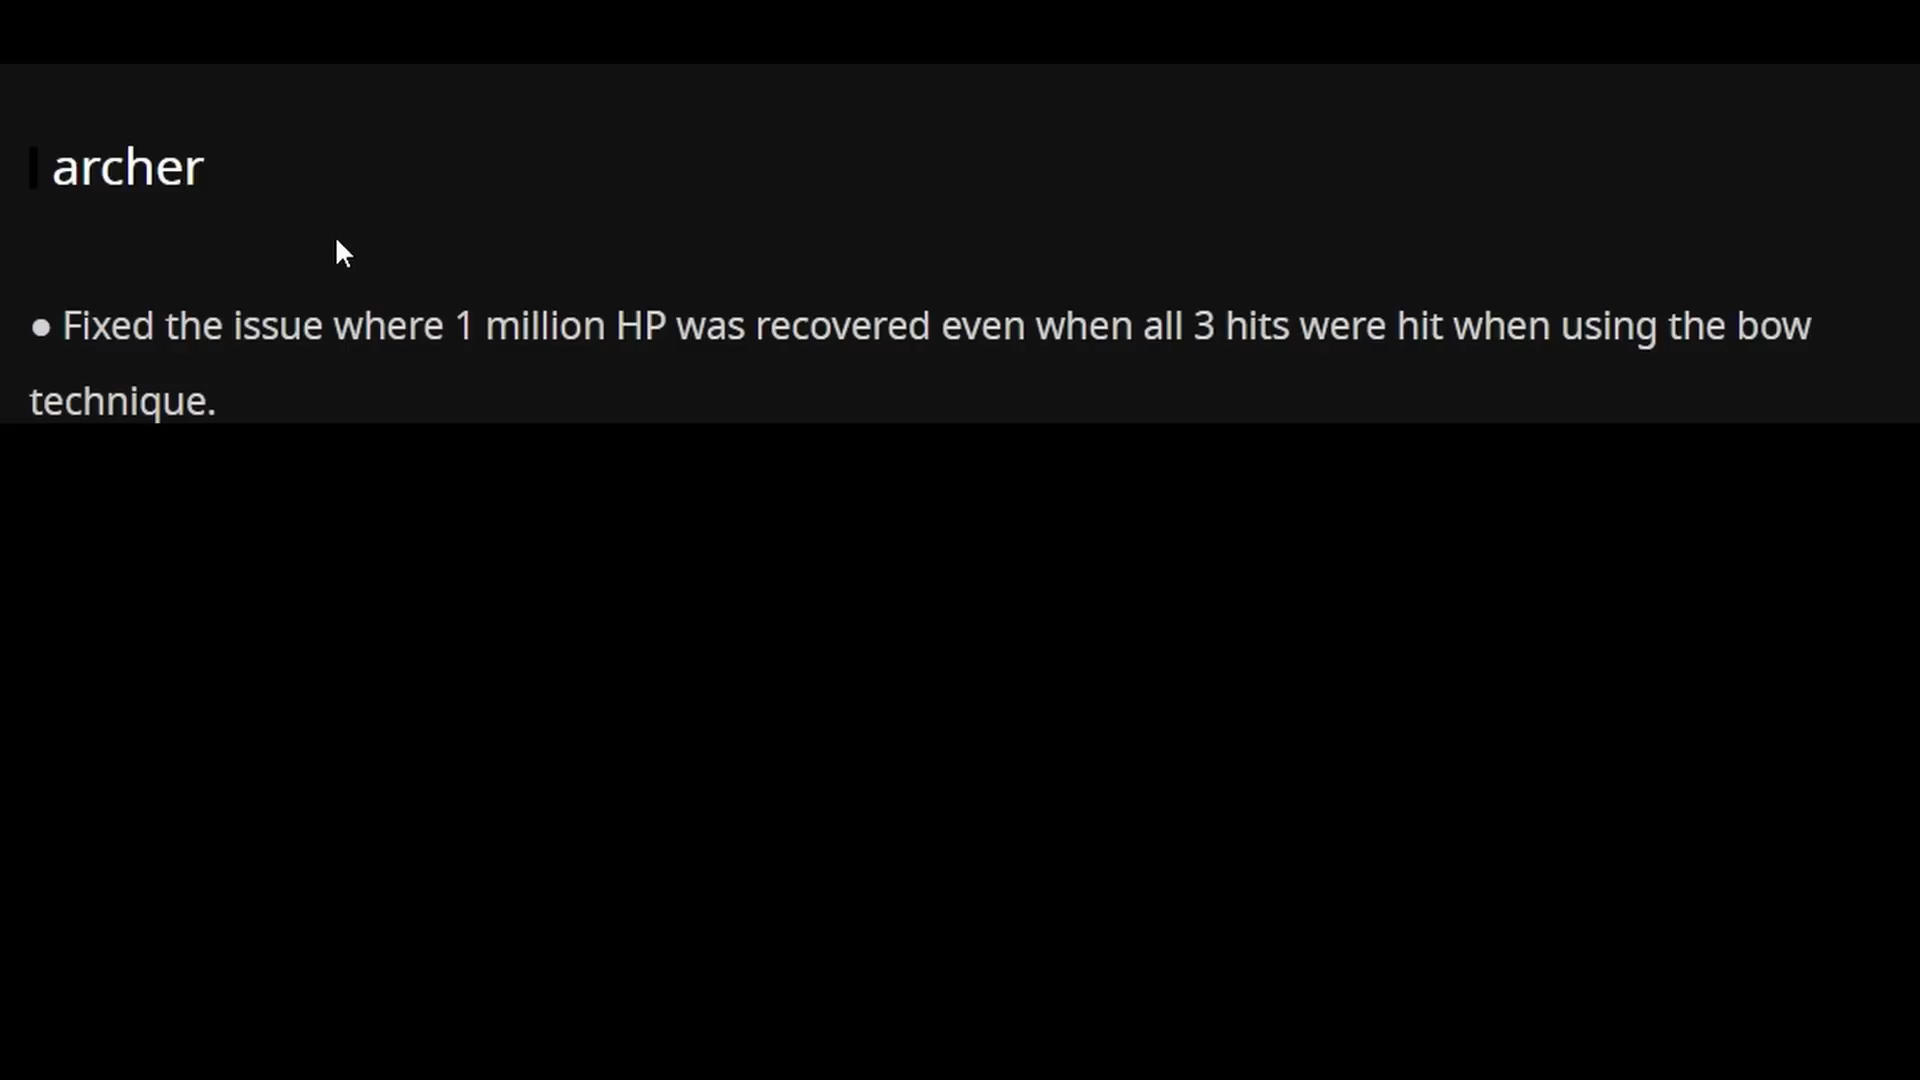 archer
● Fixed the issue where 1 million HP was recovered even when all 3 hits were hit when using the bow
technique.